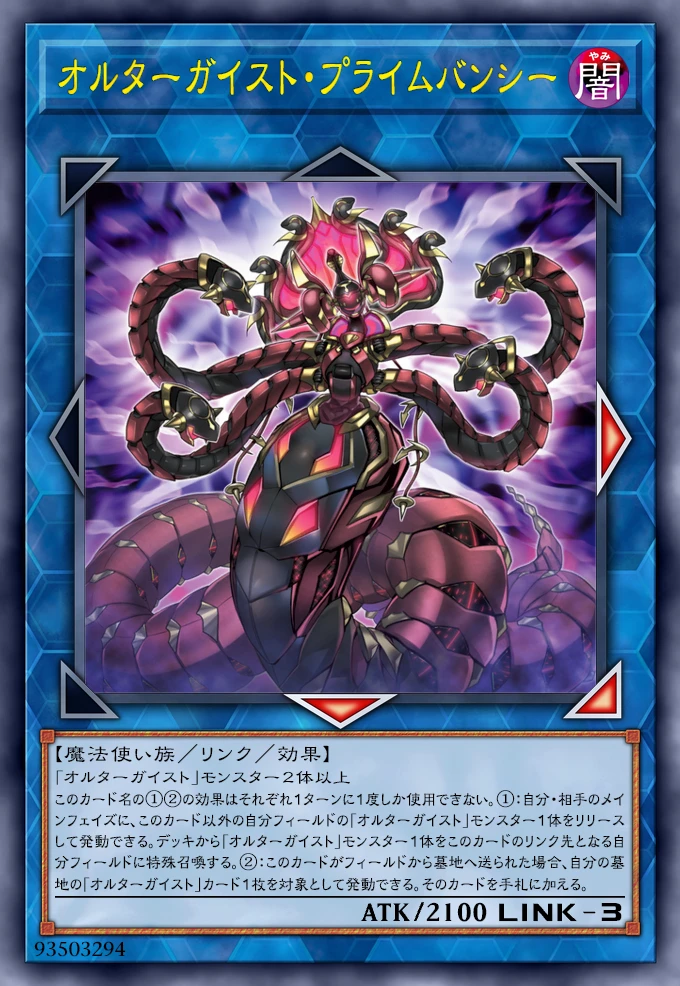 オルターガイスト・プライムバンシー
やみ
闇
【魔法使い族／リンク／効果】
「オルターガイスト」モンスター２体以上
このカード名の①②の効果はそれぞれ１ターンに１度しか使用できない。①：自分・相手のメイ
ンフェイズに、このカード以外の自分フィールドの「オルターガイスト」モンスター１体をリリース
して発動できる。デッキから「オルターガイスト」モンスター１体をこのカードのリンク先となる自
分フィールドに特殊召喚する。②：このカードがフィールドから墓地へ送られた場合、自分の墓
地の「オルターガイスト」カード１枚を対象として発動できる。そのカードを手札に加える。
ATK/2100 LINK-3
93503294